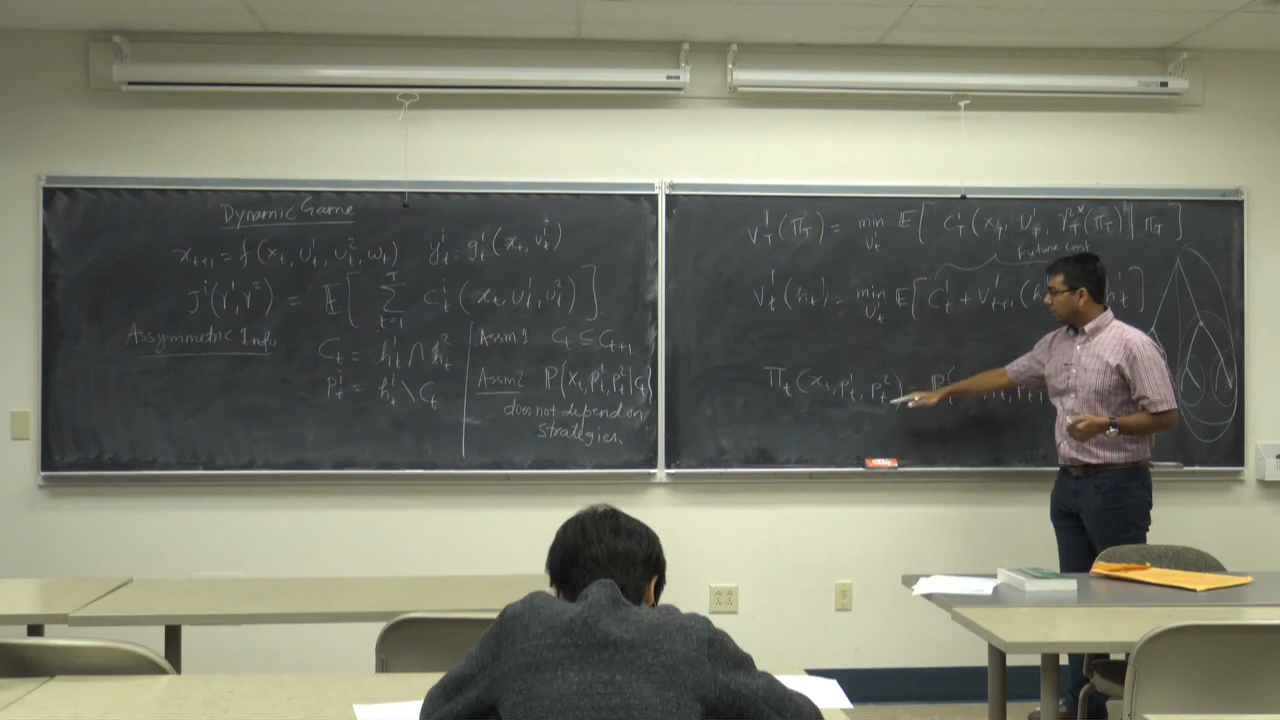 Dynamic Game
x_{t+1} = f(x_t, u_t^1, u_t^2, w_t)   y_t^i = g_t^i(x_t, v_t^i)
J^i(γ^1, γ^2) = E[ Σ_{t=1}^T c_t^i(x_t, u_t^1, u_t^2) ].
Assymmetric Info
C_t = h_t^1 ∩ h_t^2
P_t^i = h_t^i \ C_t
Assm 1   C_t ⊆ C_{t+1}
Assm 2   P(x_t, P_t^1, P_t^2 | C_t)
does not depend on
strategies.
V_T^1(Π_T) = min_{u_t} E[ C_T^1(x_t, U_T^1, γ_T^{2*}(Π_T) | Π_T ]
Future cost
V_t^1(h_t) = min_{U_t} E[ C_t^1 + V_{t+1}^1(h
Π_t(x_t, P_t^1, P_t^2) = P(